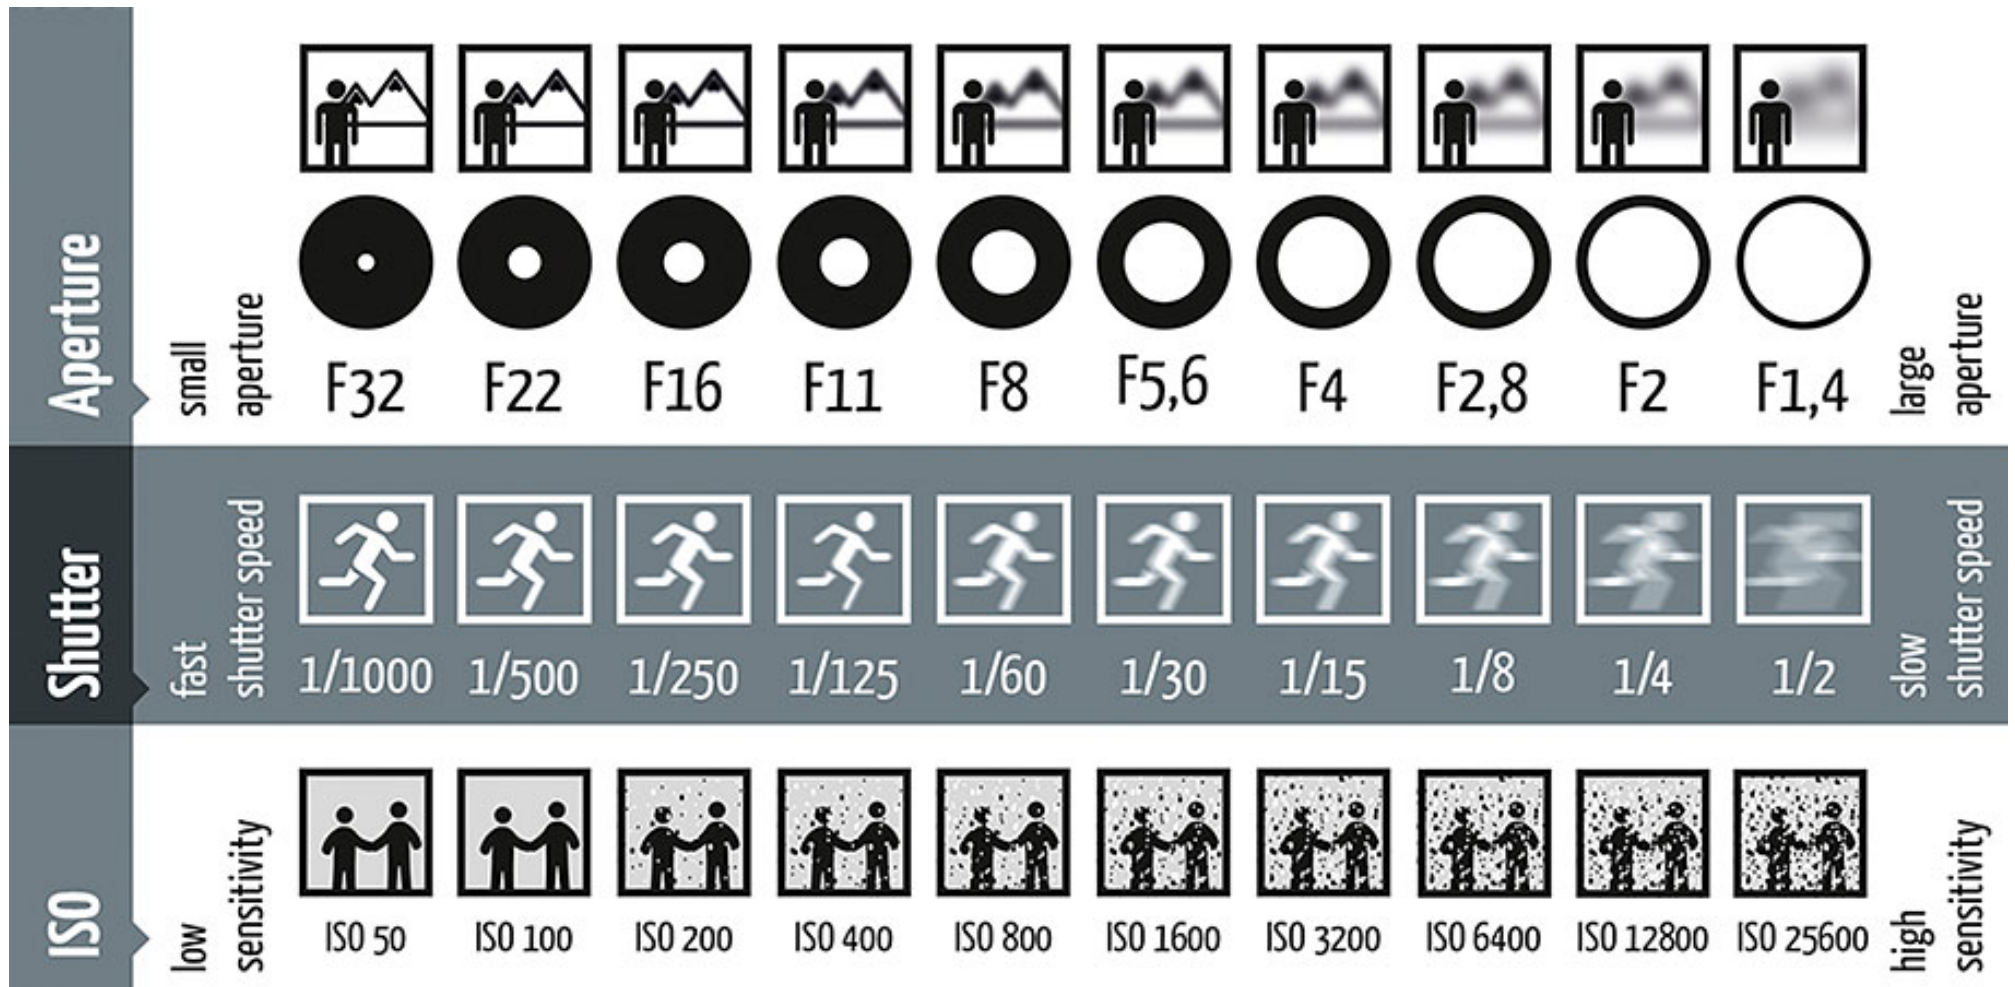 Aperture
small
aperture
F32 F22 F16 F11 F8 F5,6 F4 F2,8 F2 F1,4
large
aperture
Shutter
fast
shutter speed
1/1000 1/500 1/250 1/125 1/60 1/30 1/15 1/8 1/4 1/2
slow
shutter speed
ISO
low
sensitivity
ISO 50 ISO 100 ISO 200 ISO 400 ISO 800 ISO 1600 ISO 3200 ISO 6400 ISO 12800 ISO 25600
high
sensitivity